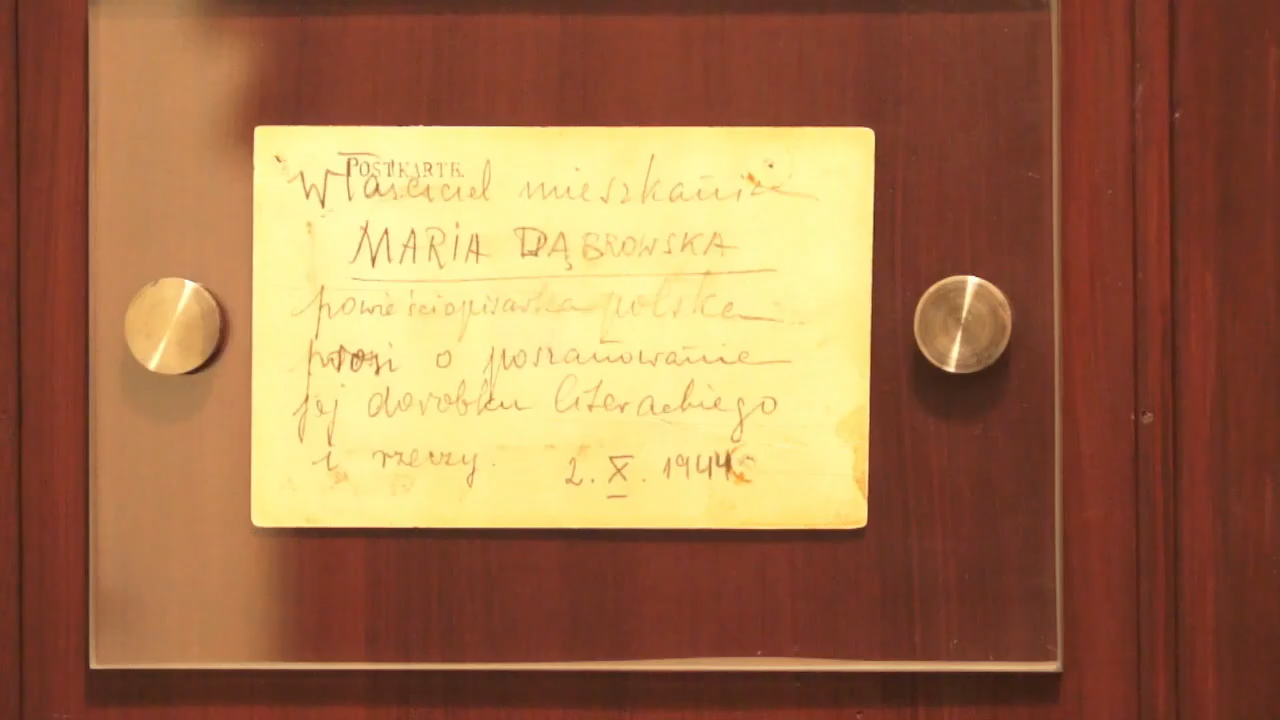 POSTKARTE
Właściciel mieszkania
MARIA DĄBROWSKA
powieściopisarka polska
prosi o poszanowanie
jej dorobku literackiego
i rzeczy.
2. X. 1944